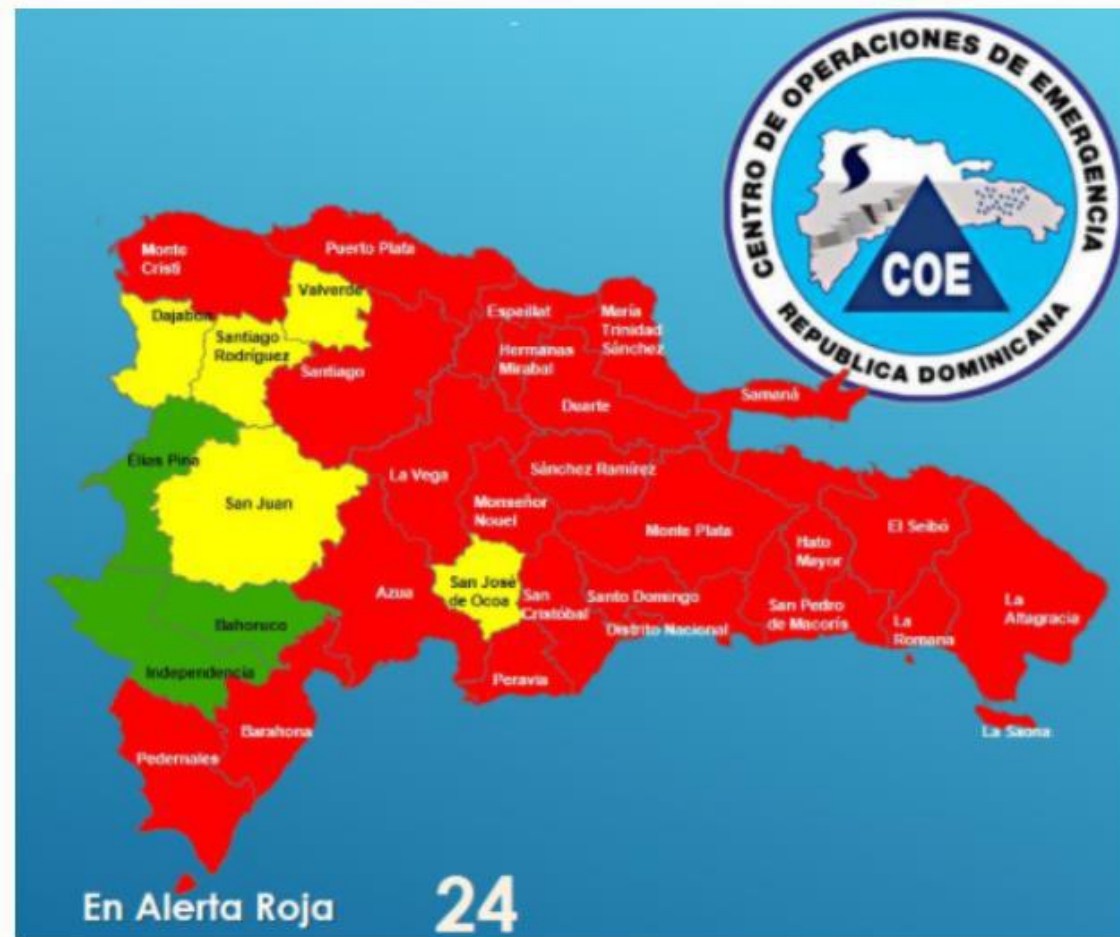 CENTRO DE OPERACIONES DE EMERGENCIA
COE
REPUBLICA DOMINICANA
Monte
Cristi
Puerto Plata
Valverde
Dajabón
Santiago
Rodríguez
Espaillat
María
Trinidad
Sánchez
Hermanas
Mirabal
Santiago
Samaná
Duarte
Elias Pina
La Vega
Sánchez Ramírez
San Juan
Monseñor
Nouel
Monte Plata
El Seibó
Hato
Mayor
Azua
San José
de Ocoa
San
Cristóbal
Santo Domingo
Distrito Nacional
San Pedro
de Macorís
La
Romana
La
Altagracia
Bahoruco
Independencia
Peravia
Barahona
La Saona
Pedernales
En Alerta Roja 24